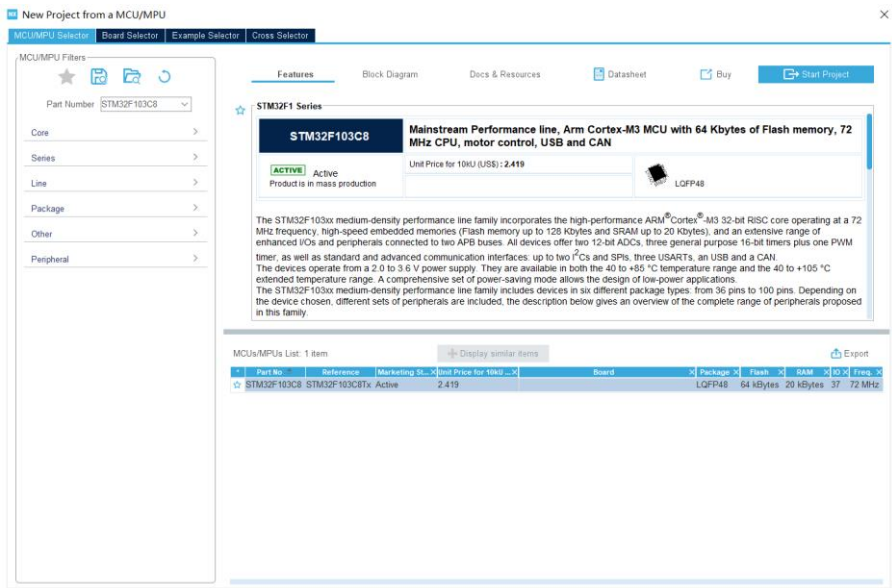 MX New Project from a MCU/MPU
MCU/MPU Selector Board Selector Example Selector Cross Selector
MCU/MPU Filters
Part Number STM32F103C8
Core
Series
Line
Package
Other
Peripheral
Features Block Diagram Docs & Resources Datasheet Buy Start Project
STM32F1 Series
STM32F103C8
Mainstream Performance line, Arm Cortex-M3 MCU with 64 Kbytes of Flash memory, 72
MHz CPU, motor control, USB and CAN
ACTIVE Active
Product is in mass production
Unit Price for 10kU (US$) : 2.419
LQFP48
The STM32F103xx medium-density performance line family incorporates the high-performance ARM®Cortex®-M3 32-bit RISC core operating at a 72
MHz frequency, high-speed embedded memories (Flash memory up to 128 Kbytes and SRAM up to 20 Kbytes), and an extensive range of
enhanced I/Os and peripherals connected to two APB buses. All devices offer two 12-bit ADCs, three general purpose 16-bit timers plus one PWM
timer, as well as standard and advanced communication interfaces: up to two I²Cs and SPIs, three USARTs, an USB and a CAN.
The devices operate from a 2.0 to 3.6 V power supply. They are available in both the 40 to +85 °C temperature range and the 40 to +105 °C
extended temperature range. A comprehensive set of power-saving mode allows the design of low-power applications.
The STM32F103xx medium-density performance line family includes devices in six different package types: from 36 pins to 100 pins. Depending on
the device chosen, different sets of peripherals are included, the description below gives an overview of the complete range of peripherals proposed
in this family.
MCUs/MPUs List: 1 item Display similar items Export
* Part No Reference Marketing St... Unit Price for 10kU ... Board Package Flash RAM IO Freq.
STM32F103C8 STM32F103C8Tx Active 2.419 LQFP48 64 kBytes 20 kBytes 37 72 MHz